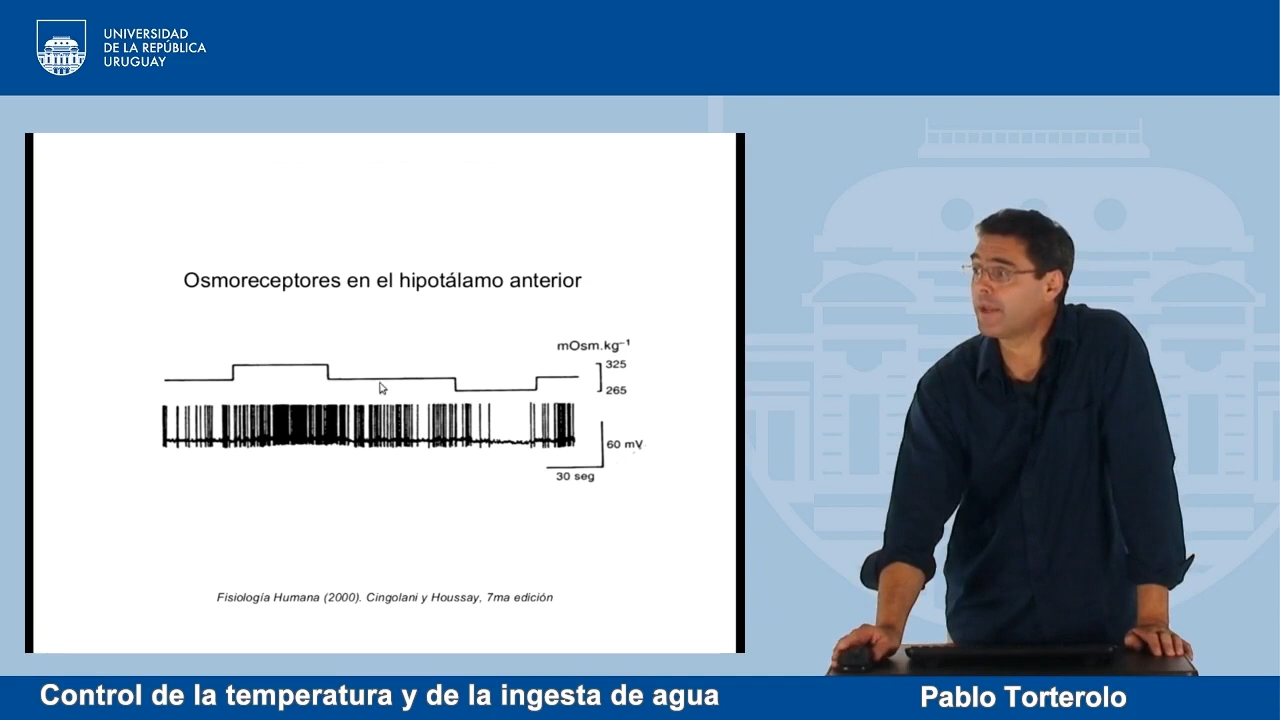 UNIVERSIDAD
DE LA REPÚBLICA
URUGUAY
Osmoreceptores en el hipotálamo anterior
mOsm.kg⁻¹
325
265
60 mV
30 seg
Fisiología Humana (2000). Cingolani y Houssay, 7ma edición
Control de la temperatura y de la ingesta de agua
Pablo Torterolo